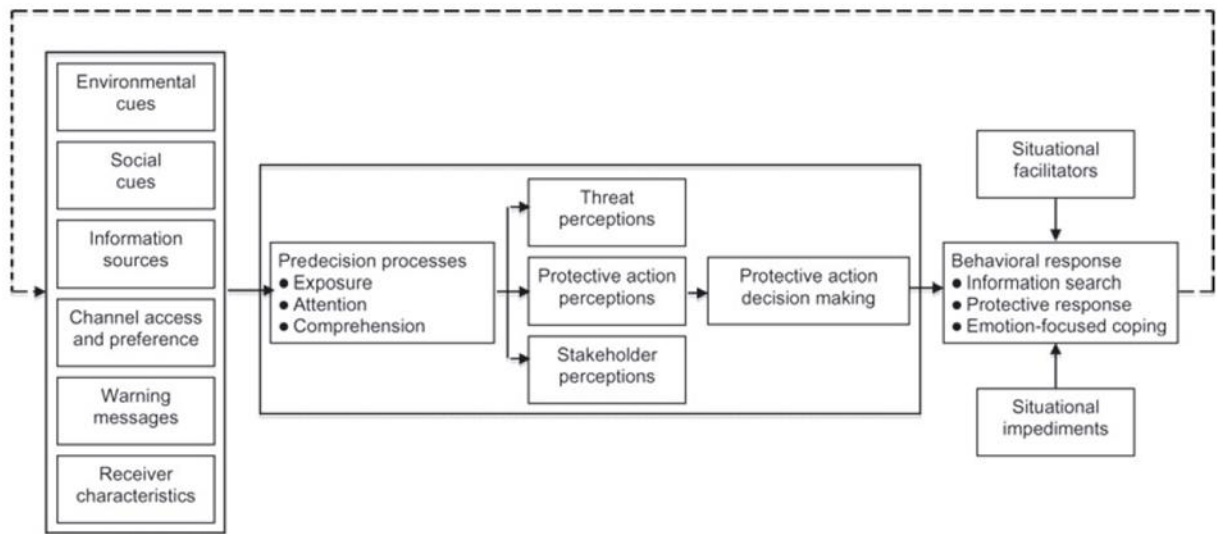 Environmental
cues
Social
cues
Information
sources
Channel access
and preference
Warning
messages
Receiver
characteristics
Predecision processes
● Exposure
● Attention
● Comprehension
Threat
perceptions
Protective action
perceptions
Stakeholder
perceptions
Protective action
decision making
Situational
facilitators
Behavioral response
● Information search
● Protective response
● Emotion-focused coping
Situational
impediments